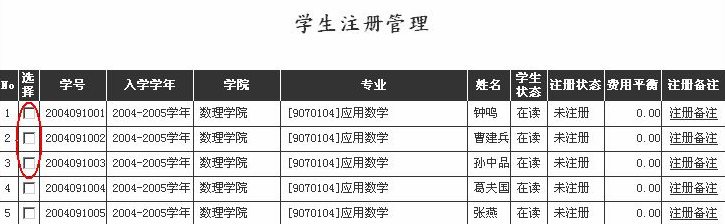 学生注册管理
No 选择 学号 入学学年 学院 专业 姓名 学生状态 注册状态 费用平衡 注册备注
1 2004091001 2004-2005学年 数理学院 [9070104]应用数学 钟鸣 在读 未注册 0.00 注册备注
2 2004091002 2004-2005学年 数理学院 [9070104]应用数学 曹建兵 在读 未注册 0.00 注册备注
3 2004091003 2004-2005学年 数理学院 [9070104]应用数学 孙中品 在读 未注册 0.00 注册备注
4 2004091004 2004-2005学年 数理学院 [9070104]应用数学 葛夫国 在读 未注册 0.00 注册备注
5 2004091005 2004-2005学年 数理学院 [9070104]应用数学 张燕 在读 未注册 0.00 注册备注